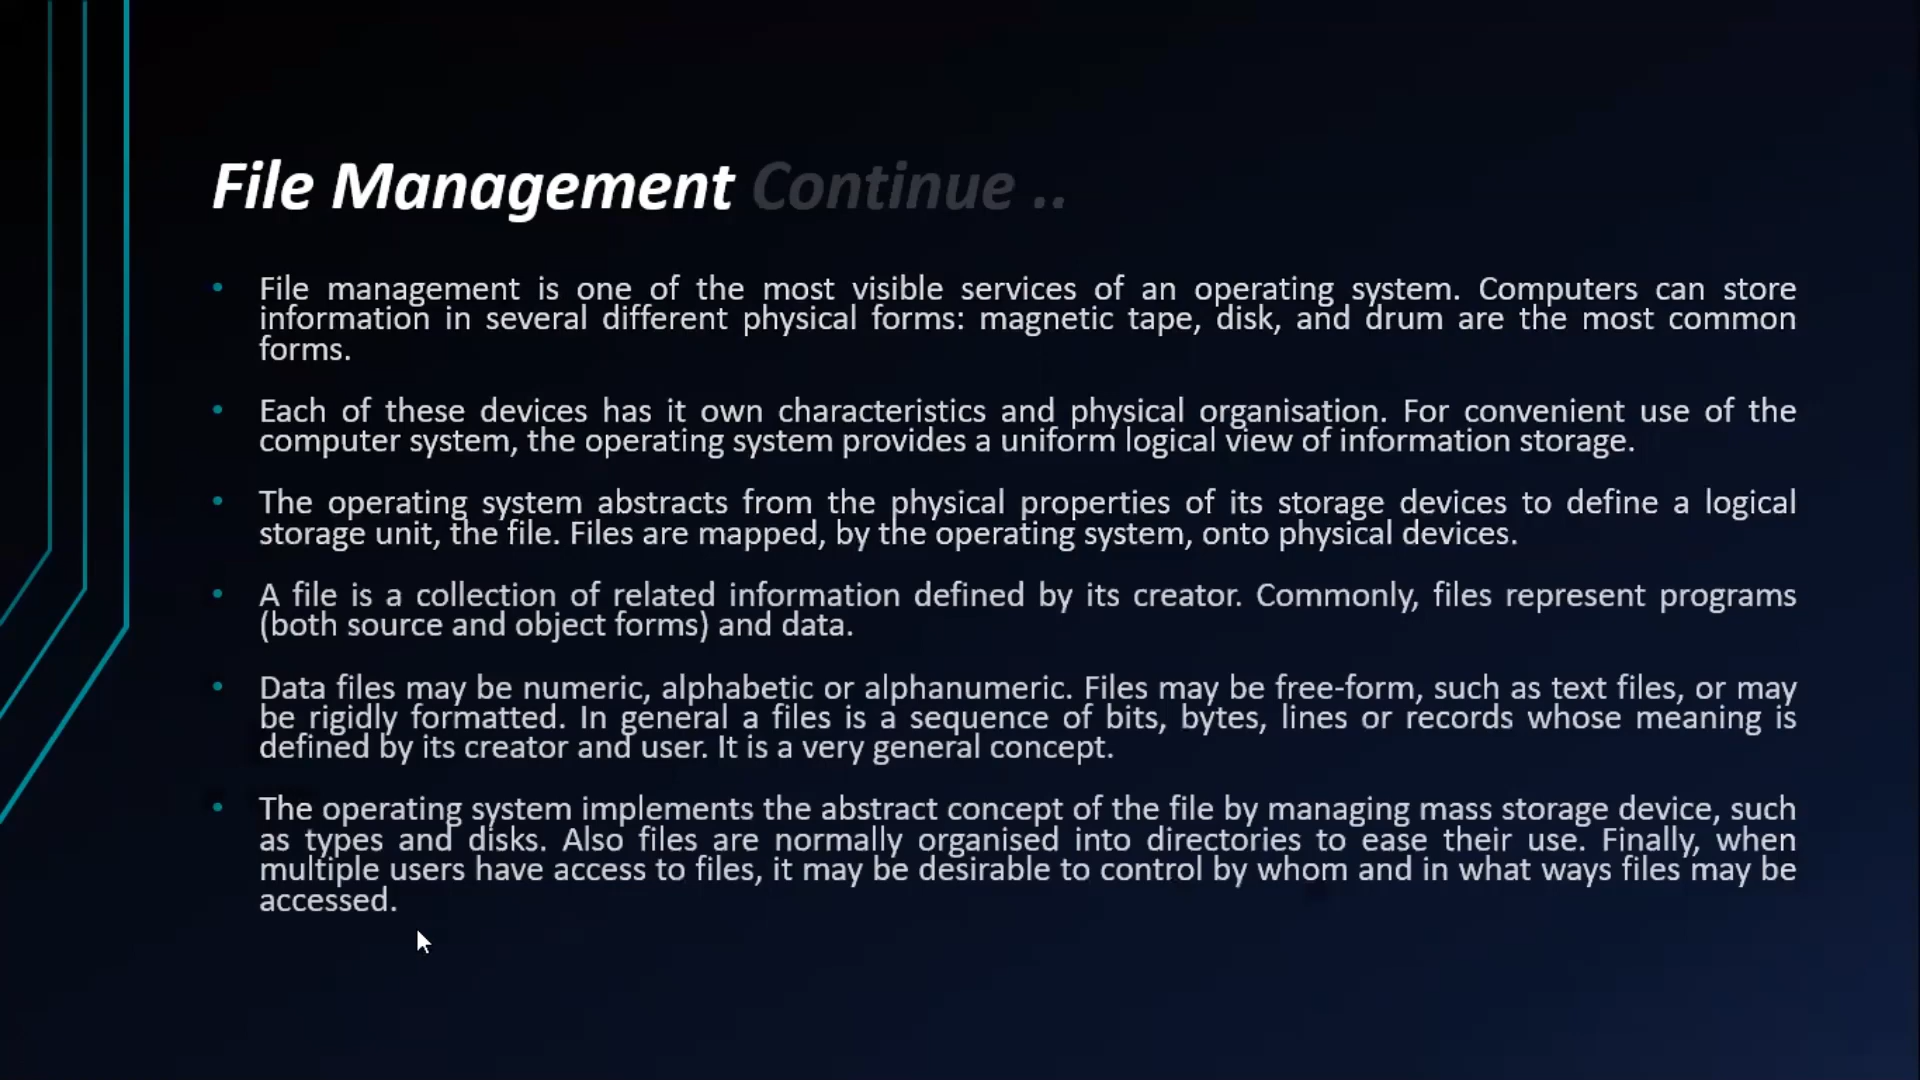 File Management Continue ..
• File management is one of the most visible services of an operating system. Computers can store
information in several different physical forms: magnetic tape, disk, and drum are the most common
forms.
• Each of these devices has it own characteristics and physical organisation. For convenient use of the
computer system, the operating system provides a uniform logical view of information storage.
• The operating system abstracts from the physical properties of its storage devices to define a logical
storage unit, the file. Files are mapped, by the operating system, onto physical devices.
• A file is a collection of related information defined by its creator. Commonly, files represent programs
(both source and object forms) and data.
• Data files may be numeric, alphabetic or alphanumeric. Files may be free-form, such as text files, or may
be rigidly formatted. In general a files is a sequence of bits, bytes, lines or records whose meaning is
defined by its creator and user. It is a very general concept.
• The operating system implements the abstract concept of the file by managing mass storage device, such
as types and disks. Also files are normally organised into directories to ease their use. Finally, when
multiple users have access to files, it may be desirable to control by whom and in what ways files may be
accessed.